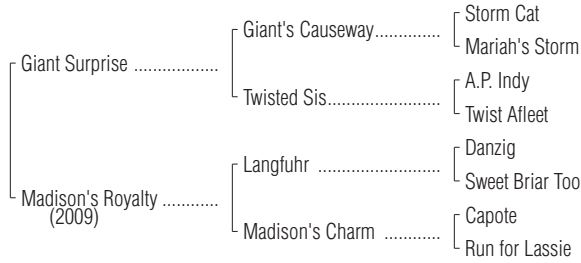 Storm Cat
Giant's Causeway..............
Mariah's Storm
Giant Surprise ..................
A.P. Indy
Twisted Sis........................
Twist Afleet
Danzig
Langfuhr ..........................
Sweet Briar Too
Madison's Royalty ............
(2009)
Capote
Madison's Charm ............
Run for Lassie